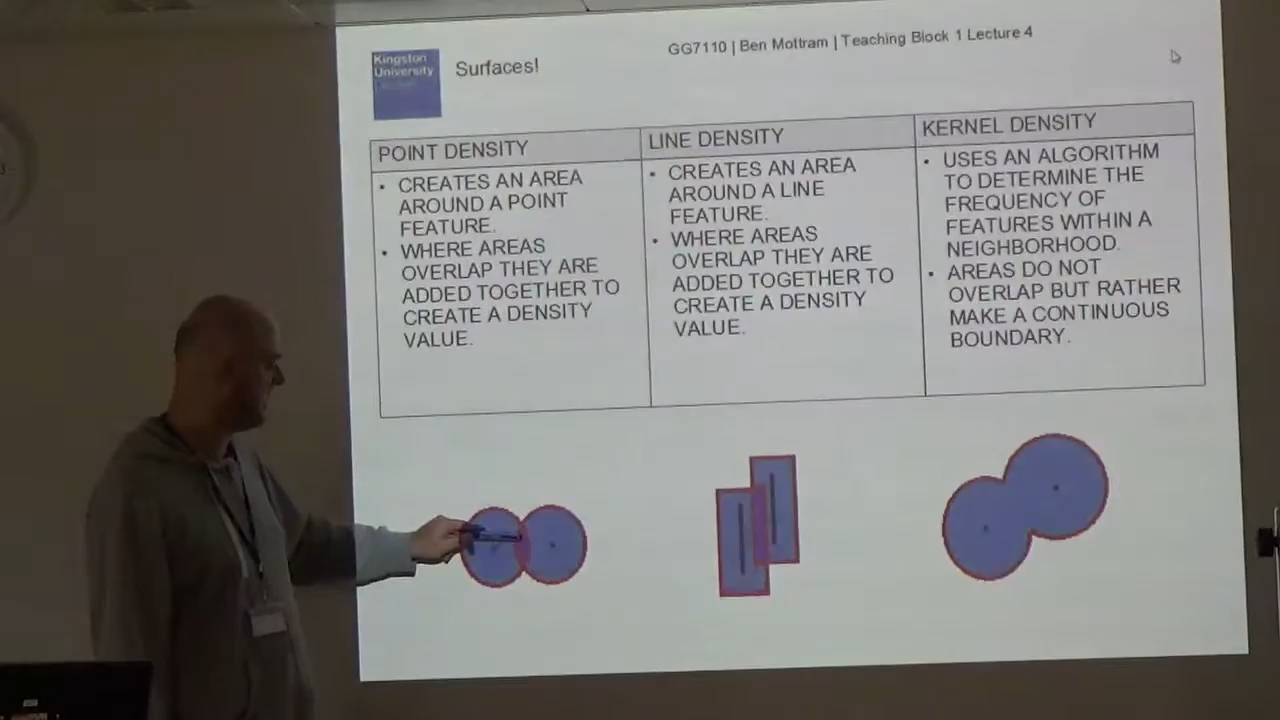 Kingston
University
Surfaces!
GG7110 | Ben Mottram | Teaching Block 1 Lecture 4
POINT DENSITY
• CREATES AN AREA
AROUND A POINT
FEATURE.
• WHERE AREAS
OVERLAP THEY ARE
ADDED TOGETHER TO
CREATE A DENSITY
VALUE.
LINE DENSITY
• CREATES AN AREA
AROUND A LINE
FEATURE.
• WHERE AREAS
OVERLAP THEY ARE
ADDED TOGETHER TO
CREATE A DENSITY
VALUE.
KERNEL DENSITY
• USES AN ALGORITHM
TO DETERMINE THE
FREQUENCY OF
FEATURES WITHIN A
NEIGHBORHOOD.
• AREAS DO NOT
OVERLAP BUT RATHER
MAKE A CONTINUOUS
BOUNDARY.